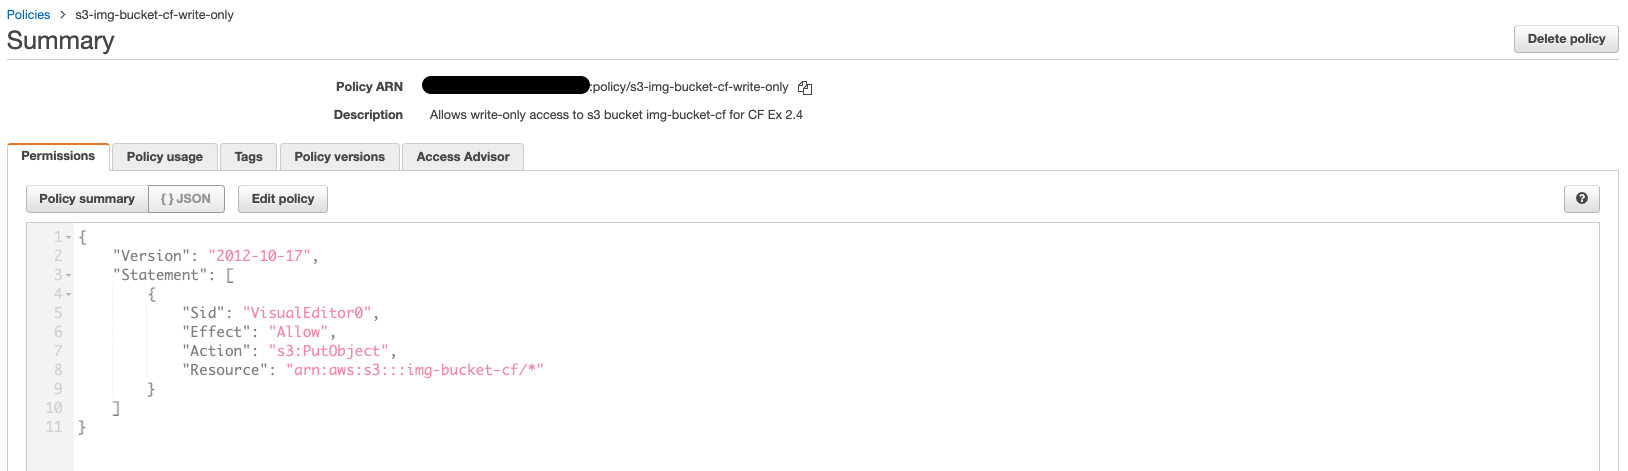 Policies > s3-img-bucket-cf-write-only
Summary
Delete policy
Policy ARN :policy/s3-img-bucket-cf-write-only
Description Allows write-only access to s3 bucket img-bucket-cf for CF Ex 2.4
Permissions Policy usage Tags Policy versions Access Advisor
Policy summary { } JSON Edit policy ?
1 {
2 "Version": "2012-10-17",
3 "Statement": [
4 {
5 "Sid": "VisualEditor0",
6 "Effect": "Allow",
7 "Action": "s3:PutObject",
8 "Resource": "arn:aws:s3:::img-bucket-cf/*"
9 }
10 ]
11 }